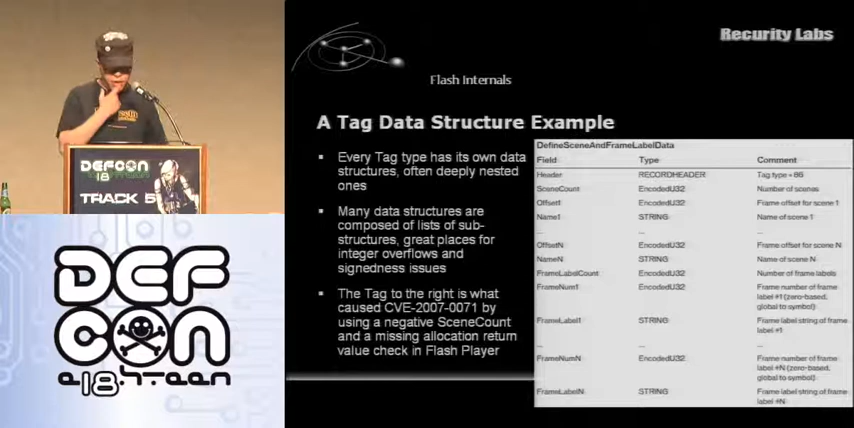 Recurity Labs
Flash Internals
A Tag Data Structure Example
Every Tag type has its own data
structures, often deeply nested
ones
Many data structures are
composed of lists of sub-
structures, great places for
integer overflows and
signedness issues
The Tag to the right is what
caused CVE-2007-0071 by
using a negative SceneCount
and a missing allocation return
value check in Flash Player
DefineSceneAndFrameLabelData
Field Type Comment
Header RECORDHEADER Tag type = 86
SceneCount EncodedU32 Number of scenes
Offset1 EncodedU32 Frame offset for scene 1
Name1 STRING Name of scene 1
... ... ...
OffsetN EncodedU32 Frame offset for scene N
NameN STRING Name of scene N
FrameLabelCount EncodedU32 Number of frame labels
FrameNum1 EncodedU32 Frame number of frame
label #1 (zero-based,
global to symbol)
FrameLabel1 STRING Frame label string of frame
label #1
... ... ...
FrameNumN EncodedU32 Frame number of frame
label #N (zero-based,
global to symbol)
FrameLabelN STRING Frame label string of frame
label #N
DEFCON
TRACK 5
DEF
CON
e18hteen